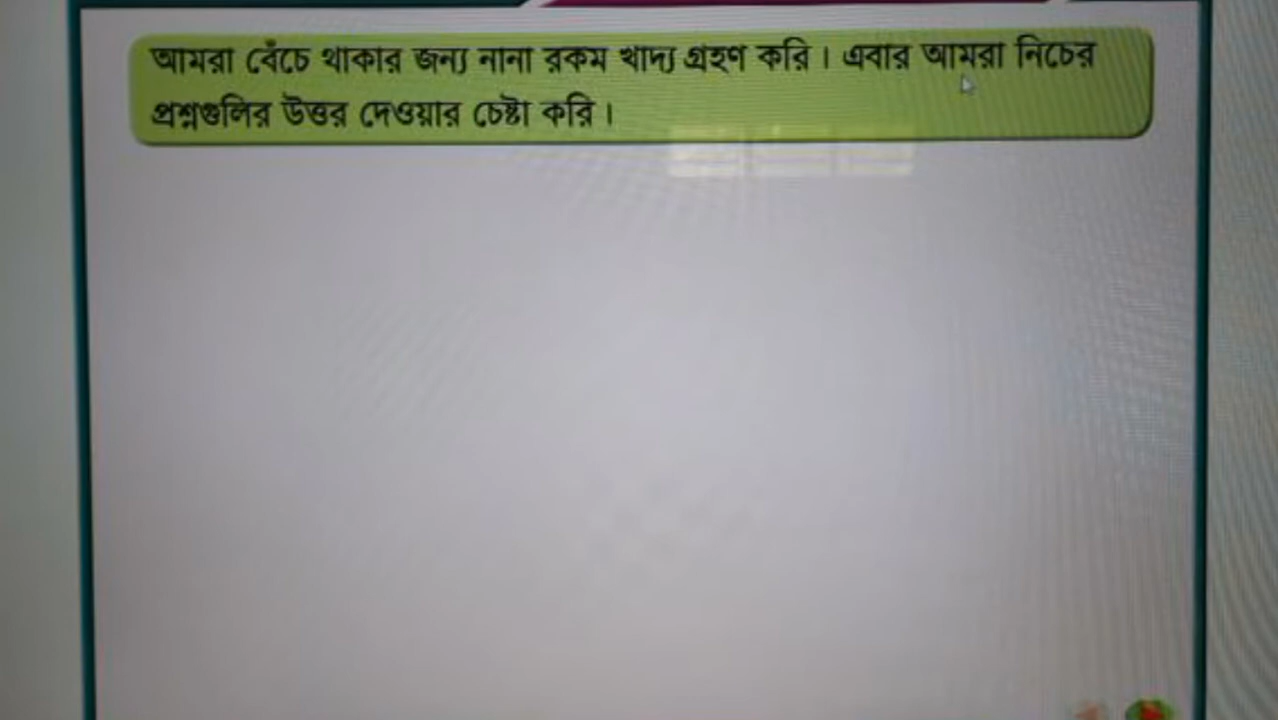 আমরা বেঁচে থাকার জন্য নানা রকম খাদ্য গ্রহণ করি। এবার আমরা নিচের
প্রশ্নগুলির উত্তর দেওয়ার চেষ্টা করি।